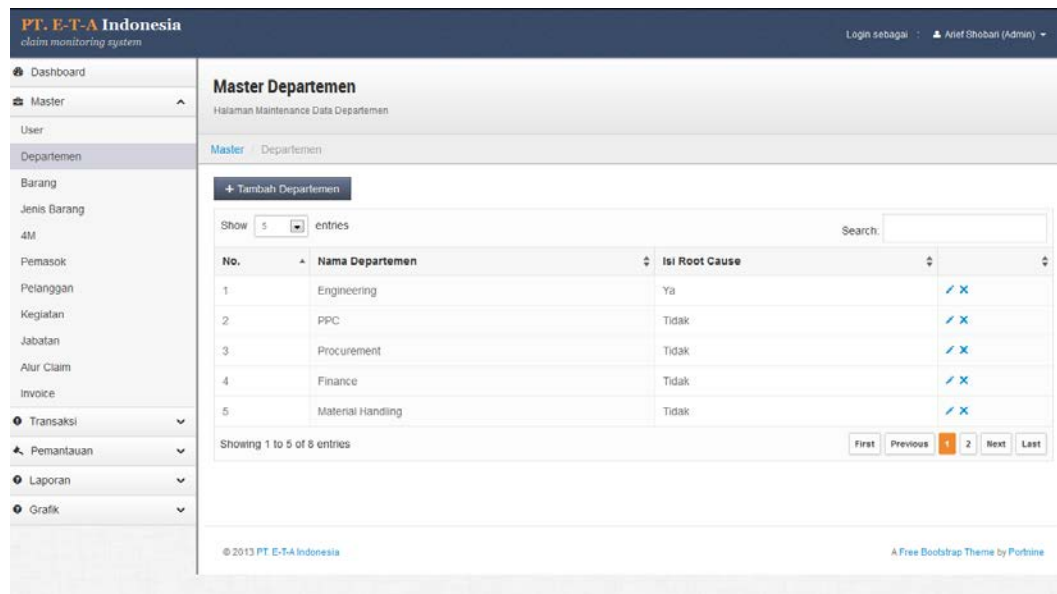 PT. E-T-A Indonesia
claim monitoring system
Login sebagai : Arief Shobari (Admin)
Dashboard
Master
User
Departemen
Barang
Jenis Barang
4M
Pemasok
Pelanggan
Kegiatan
Jabatan
Alur Claim
Invoice
Transaksi
Pemantauan
Laporan
Grafik
Master Departemen
Halaman Maintenance Data Departemen
Master / Departemen
+ Tambah Departemen
Show 5 entries Search:
No. Nama Departemen Isi Root Cause
1 Engineering Ya
2 PPC Tidak
3 Procurement Tidak
4 Finance Tidak
5 Material Handling Tidak
Showing 1 to 5 of 8 entries First Previous 1 2 Next Last
© 2013 PT. E-T-A Indonesia A Free Bootstrap Theme by Portnine